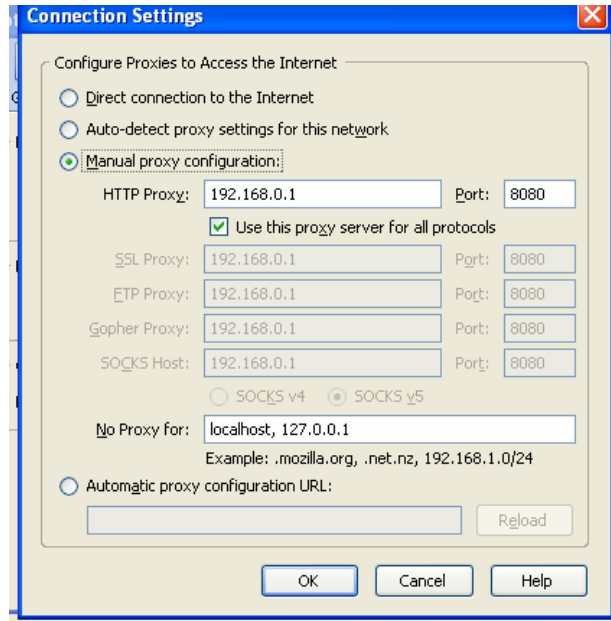 Connection Settings
Configure Proxies to Access the Internet
Direct connection to the Internet
Auto-detect proxy settings for this network
Manual proxy configuration:
HTTP Proxy: 192.168.0.1 Port: 8080
Use this proxy server for all protocols
SSL Proxy: 192.168.0.1 Port: 8080
FTP Proxy: 192.168.0.1 Port: 8080
Gopher Proxy: 192.168.0.1 Port: 8080
SOCKS Host: 192.168.0.1 Port: 8080
SOCKS v4 SOCKS v5
No Proxy for: localhost, 127.0.0.1
Example: .mozilla.org, .net.nz, 192.168.1.0/24
Automatic proxy configuration URL:
Reload
OK Cancel Help